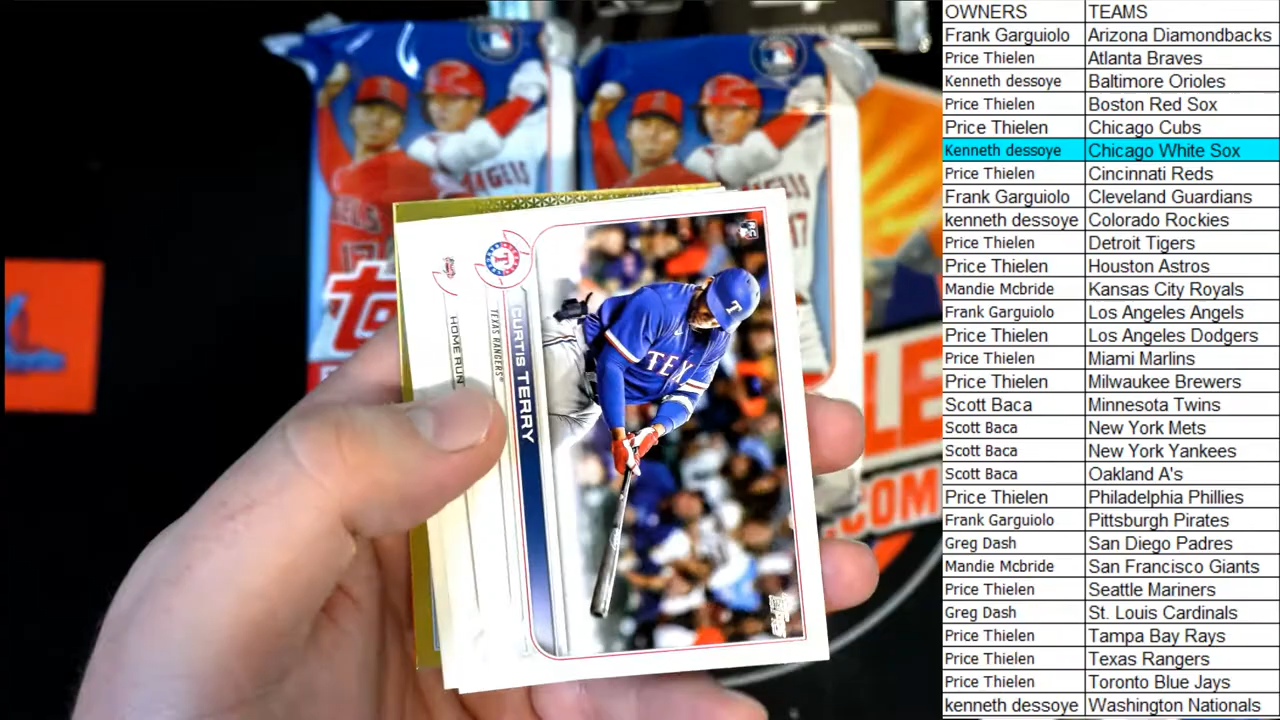 OWNERS TEAMS
Frank Garguiolo Arizona Diamondbacks
Price Thielen Atlanta Braves
Kenneth dessoye Baltimore Orioles
Price Thielen Boston Red Sox
Price Thielen Chicago Cubs
Kenneth dessoye Chicago White Sox
Price Thielen Cincinnati Reds
Frank Garguiolo Cleveland Guardians
kenneth dessoye Colorado Rockies
Price Thielen Detroit Tigers
Price Thielen Houston Astros
Mandie Mcbride Kansas City Royals
Frank Garguiolo Los Angeles Angels
Price Thielen Los Angeles Dodgers
Price Thielen Miami Marlins
Price Thielen Milwaukee Brewers
Scott Baca Minnesota Twins
Scott Baca New York Mets
Scott Baca New York Yankees
Scott Baca Oakland A's
Price Thielen Philadelphia Phillies
Frank Garguiolo Pittsburgh Pirates
Greg Dash San Diego Padres
Mandie Mcbride San Francisco Giants
Price Thielen Seattle Mariners
Greg Dash St. Louis Cardinals
Price Thielen Tampa Bay Rays
Price Thielen Texas Rangers
Price Thielen Toronto Blue Jays
kenneth dessoye Washington Nationals
CURTIS TERRY
TEXAS RANGERS
HOME RUN
TEX
T
T
Topps
RC
17
17
.COM